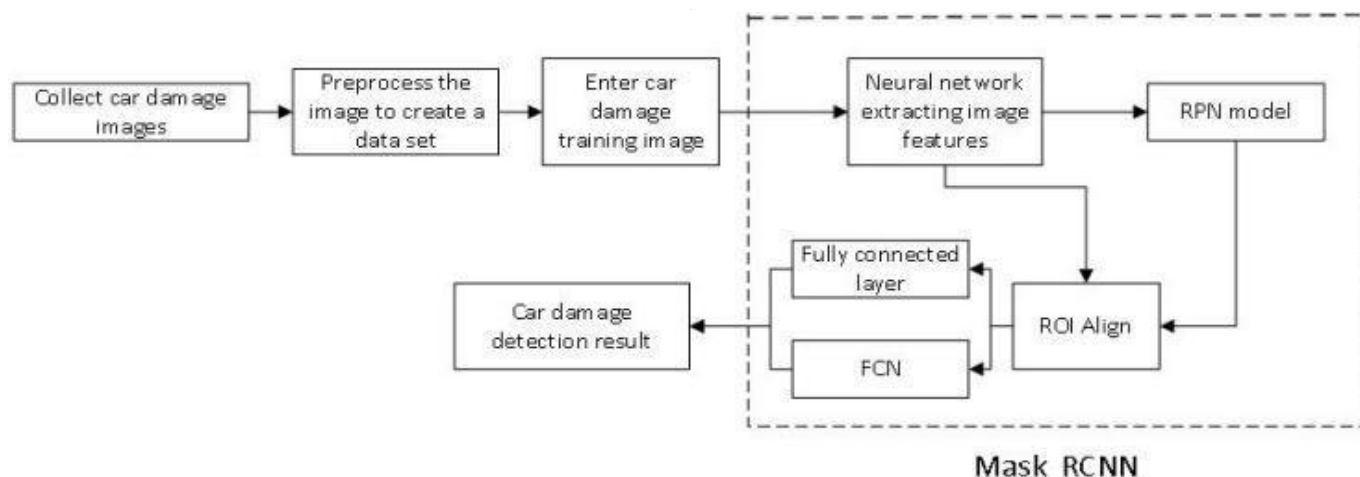 Collect car damage
images
Preprocess the
image to create a
data set
Enter car
damage
training image
Neural network
extracting image
features
RPN model
Fully connected
layer
ROI Align
FCN
Car damage
detection result
Mask RCNN